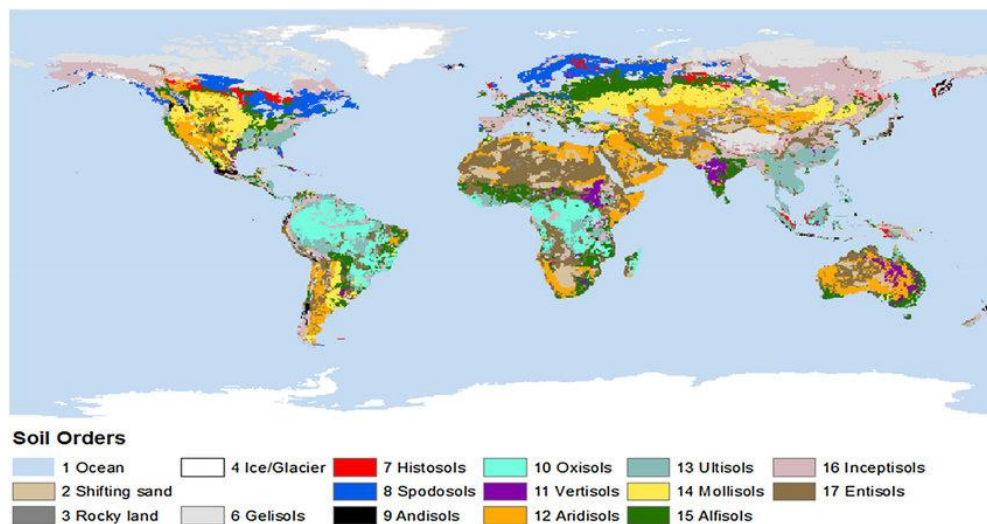 Soil Orders
1 Ocean 4 Ice/Glacier 7 Histosols 10 Oxisols 13 Ultisols 16 Inceptisols
2 Shifting sand 8 Spodosols 11 Vertisols 14 Mollisols 17 Entisols
3 Rocky land 6 Gelisols 9 Andisols 12 Aridisols 15 Alfisols